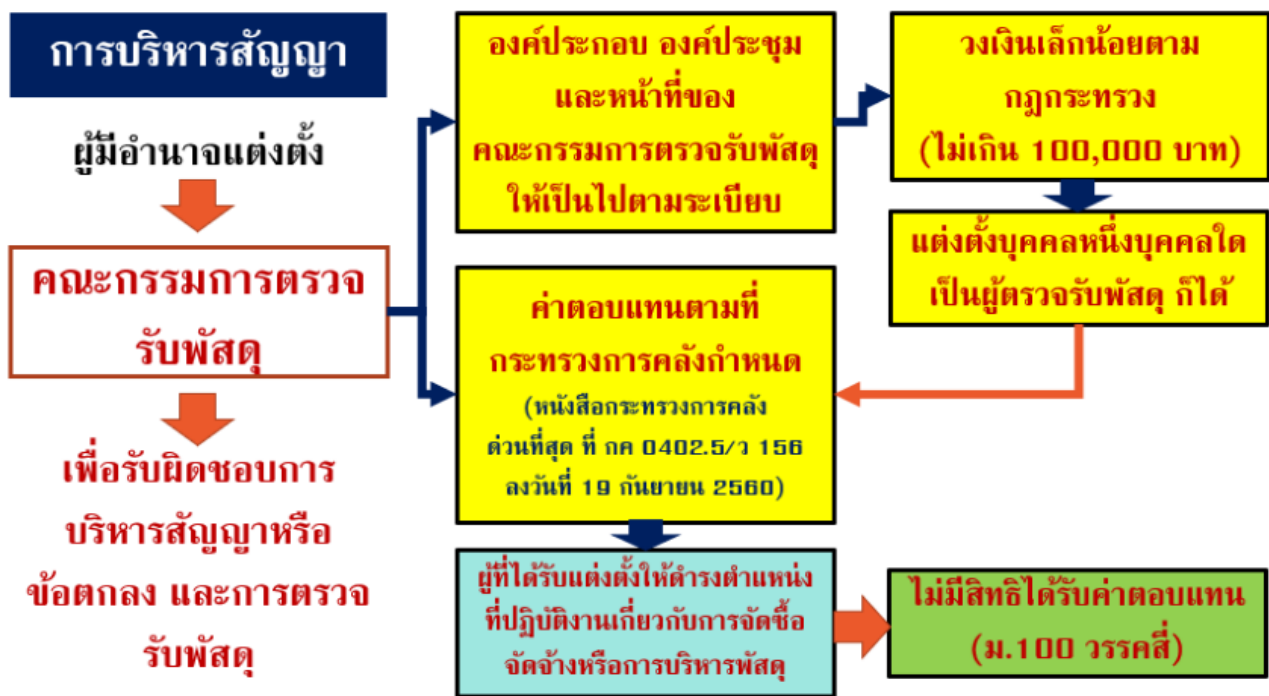 การบริหารสัญญา
ผู้มีอำนาจแต่งตั้ง
คณะกรรมการตรวจ
รับพัสดุ
เพื่อรับผิดชอบการ
บริหารสัญญาหรือ
ข้อตกลง และการตรวจ
รับพัสดุ
องค์ประกอบ องค์ประชุม
และหน้าที่ของ
คณะกรรมการตรวจรับพัสดุ
ให้เป็นไปตามระเบียบ
วงเงินเล็กน้อยตาม
กฎกระทรวง
(ไม่เกิน 100,000 บาท)
แต่งตั้งบุคคลหนึ่งบุคคลใด
เป็นผู้ตรวจรับพัสดุ ก็ได้
ค่าตอบแทนตามที่
กระทรวงการคลังกำหนด
(หนังสือกระทรวงการคลัง
ด่วนที่สุด ที่ กค 0402.5/ว 156
ลงวันที่ 19 กันยายน 2560)
ผู้ที่ได้รับแต่งตั้งให้ดำรงตำแหน่ง
ที่ปฏิบัติงานเกี่ยวกับการจัดซื้อ
จัดจ้างหรือการบริหารพัสดุ
ไม่มีสิทธิได้รับค่าตอบแทน
(ม.100 วรรคสี่)